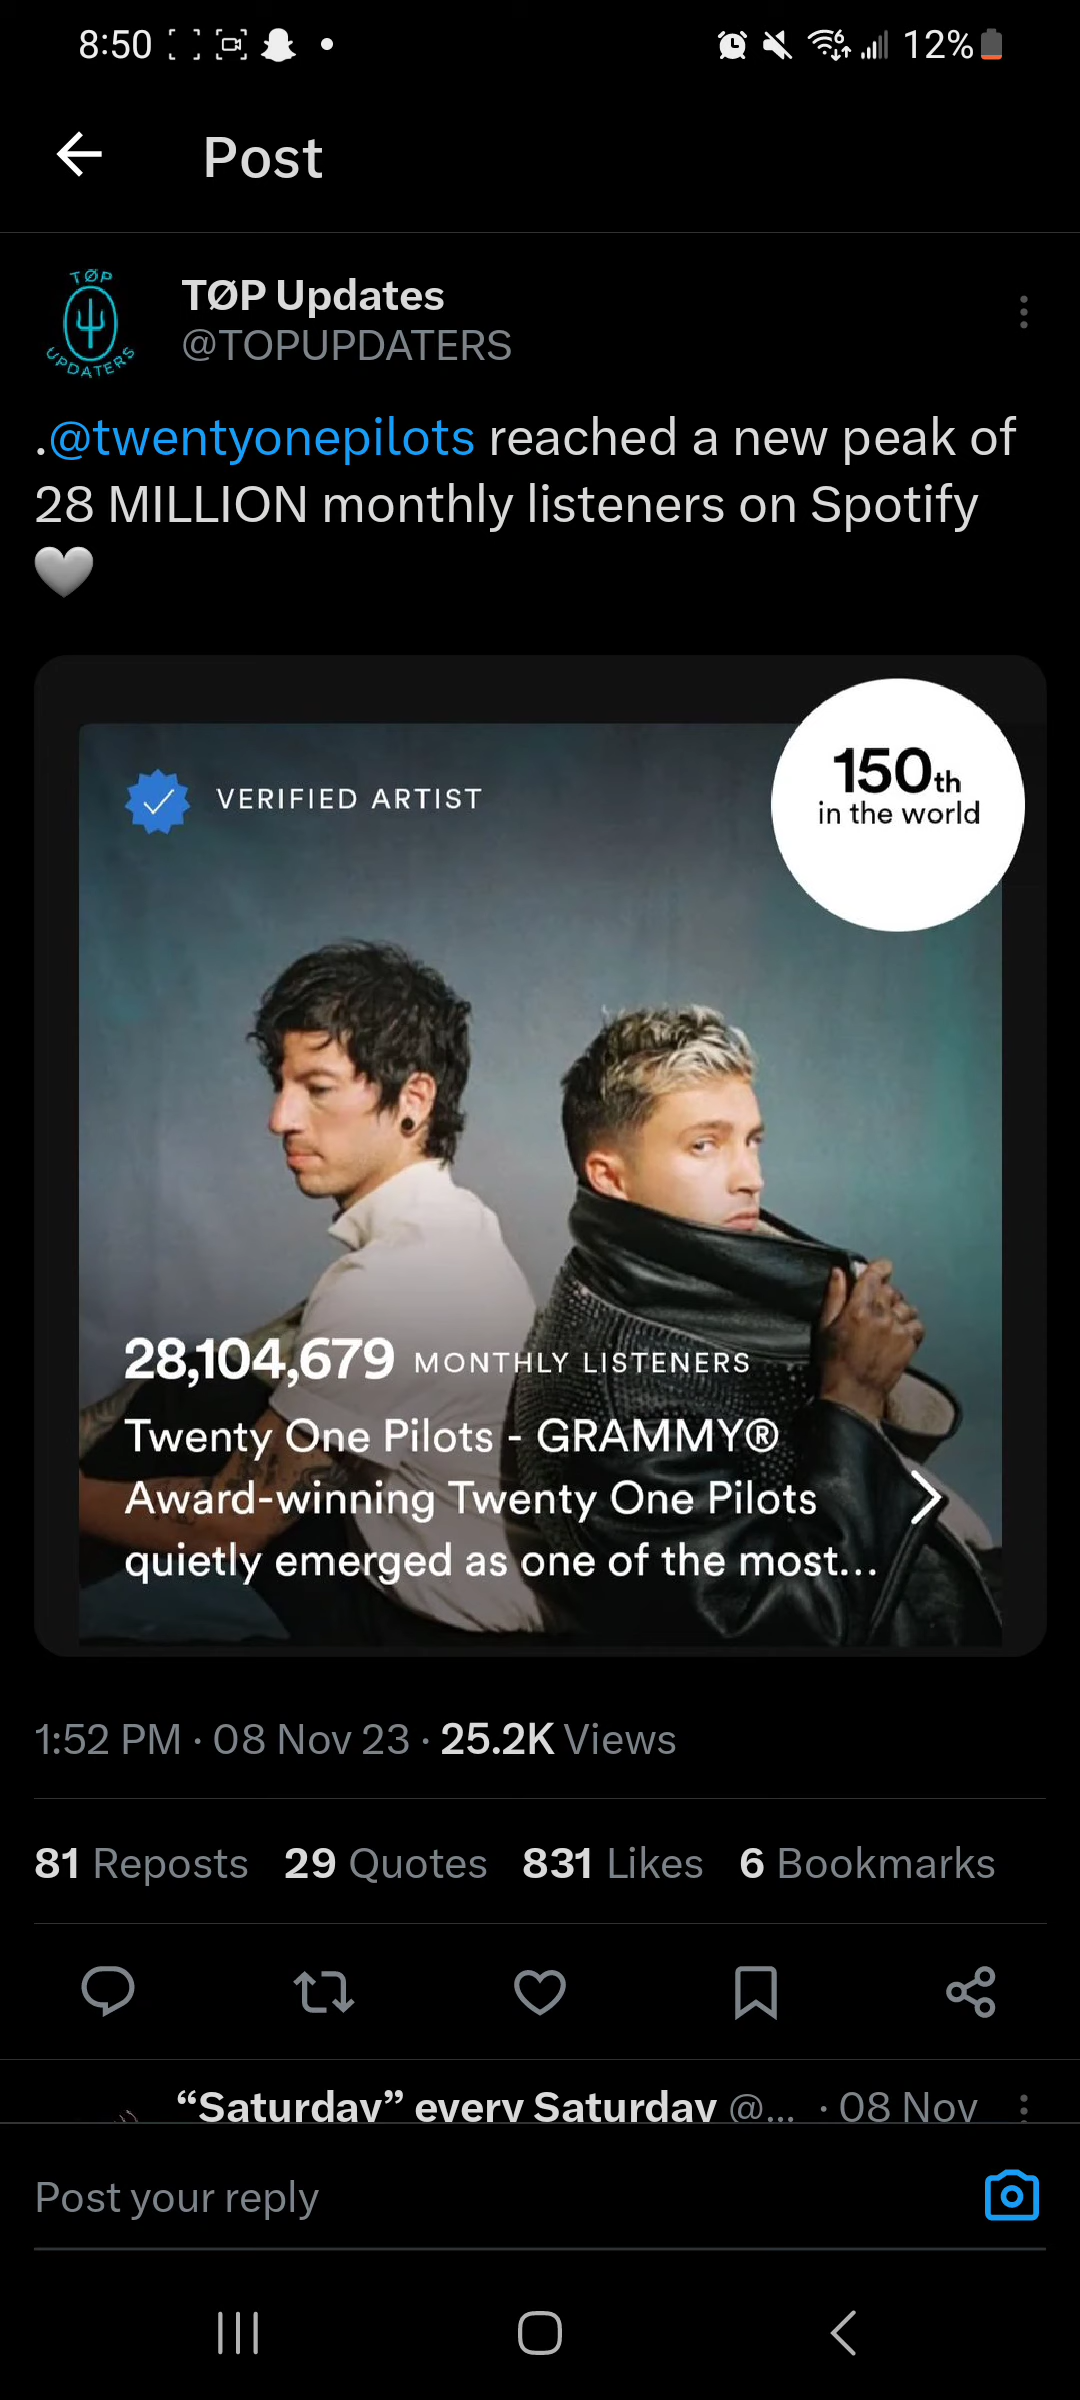 8:50
12%
Post
TØP UPDATERS
TØP Updates
@TOPUPDATERS
.@twentyonepilots reached a new peak of
28 MILLION monthly listeners on Spotify
🤍
VERIFIED ARTIST
150th
in the world
28,104,679 MONTHLY LISTENERS
Twenty One Pilots - GRAMMY®
Award-winning Twenty One Pilots
quietly emerged as one of the most...
1:52 PM · 08 Nov 23 · 25.2K Views
81 Reposts 29 Quotes 831 Likes 6 Bookmarks
“Saturday” every Saturday @... · 08 Nov
Post your reply